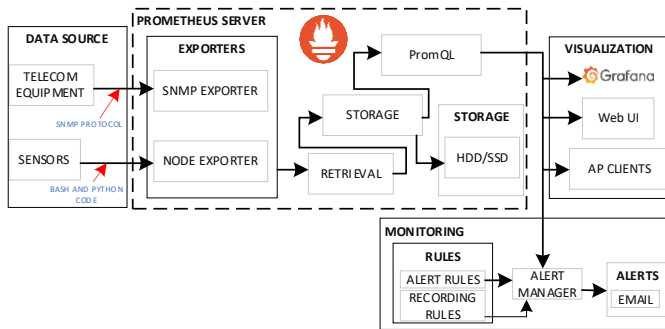 PROMETHEUS SERVER
DATA SOURCE
TELECOM
EQUIPMENT
SNMP PROTOCOL
SENSORS
BASH AND PYTHON
CODE
EXPORTERS
SNMP EXPORTER
NODE EXPORTER
RETRIEVAL
STORAGE
PromQL
STORAGE
HDD/SSD
VISUALIZATION
Grafana
Web UI
AP CLIENTS
MONITORING
RULES
ALERT RULES
RECORDING
RULES
ALERT
MANAGER
ALERTS
EMAIL